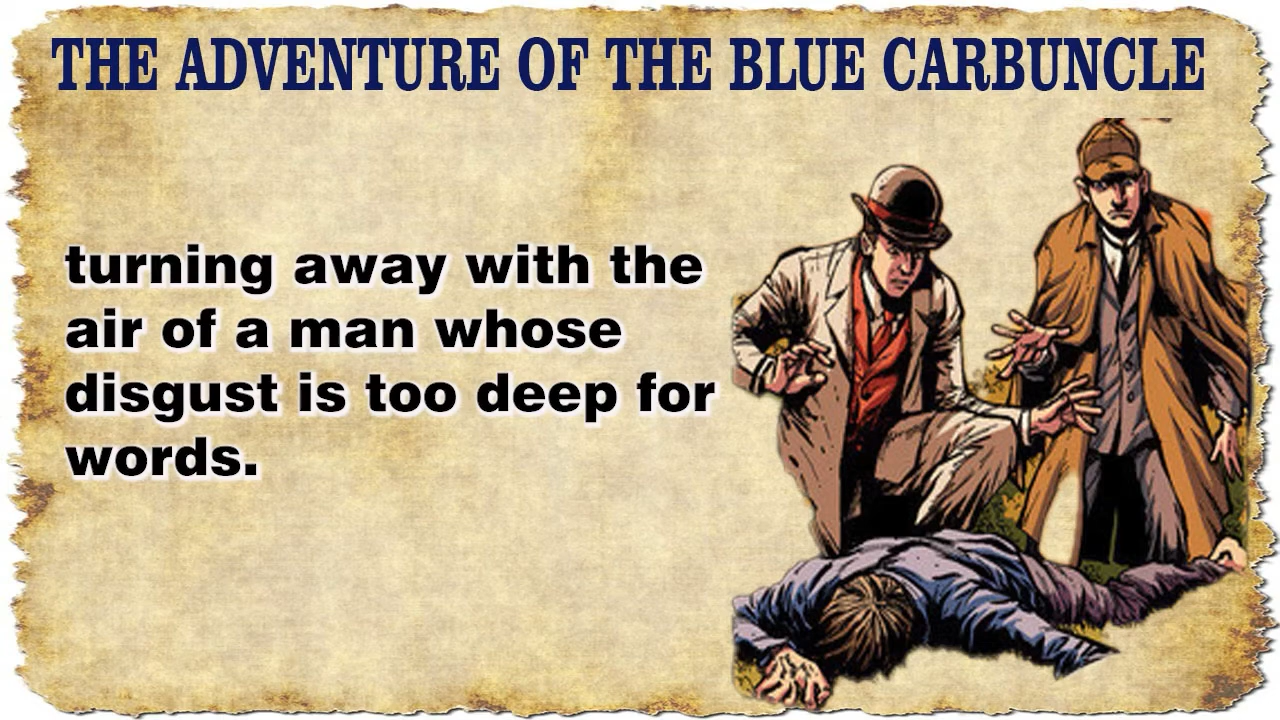 THE ADVENTURE OF THE BLUE CARBUNCLE
turning away with the
air of a man whose
disgust is too deep for
words.